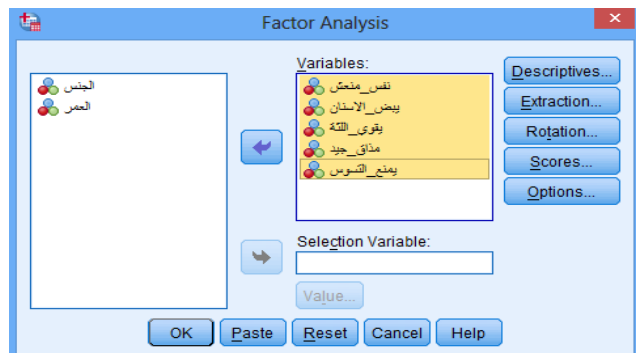 Factor Analysis
الجنس
العمر
Variables:
نفس_منعش
يبيض_الاسنان
يقوي_اللثة
مذاق_جيد
يمنع_التسوس
Selection Variable:
Value...
Descriptives...
Extraction...
Rotation...
Scores...
Options...
OK Paste Reset Cancel Help